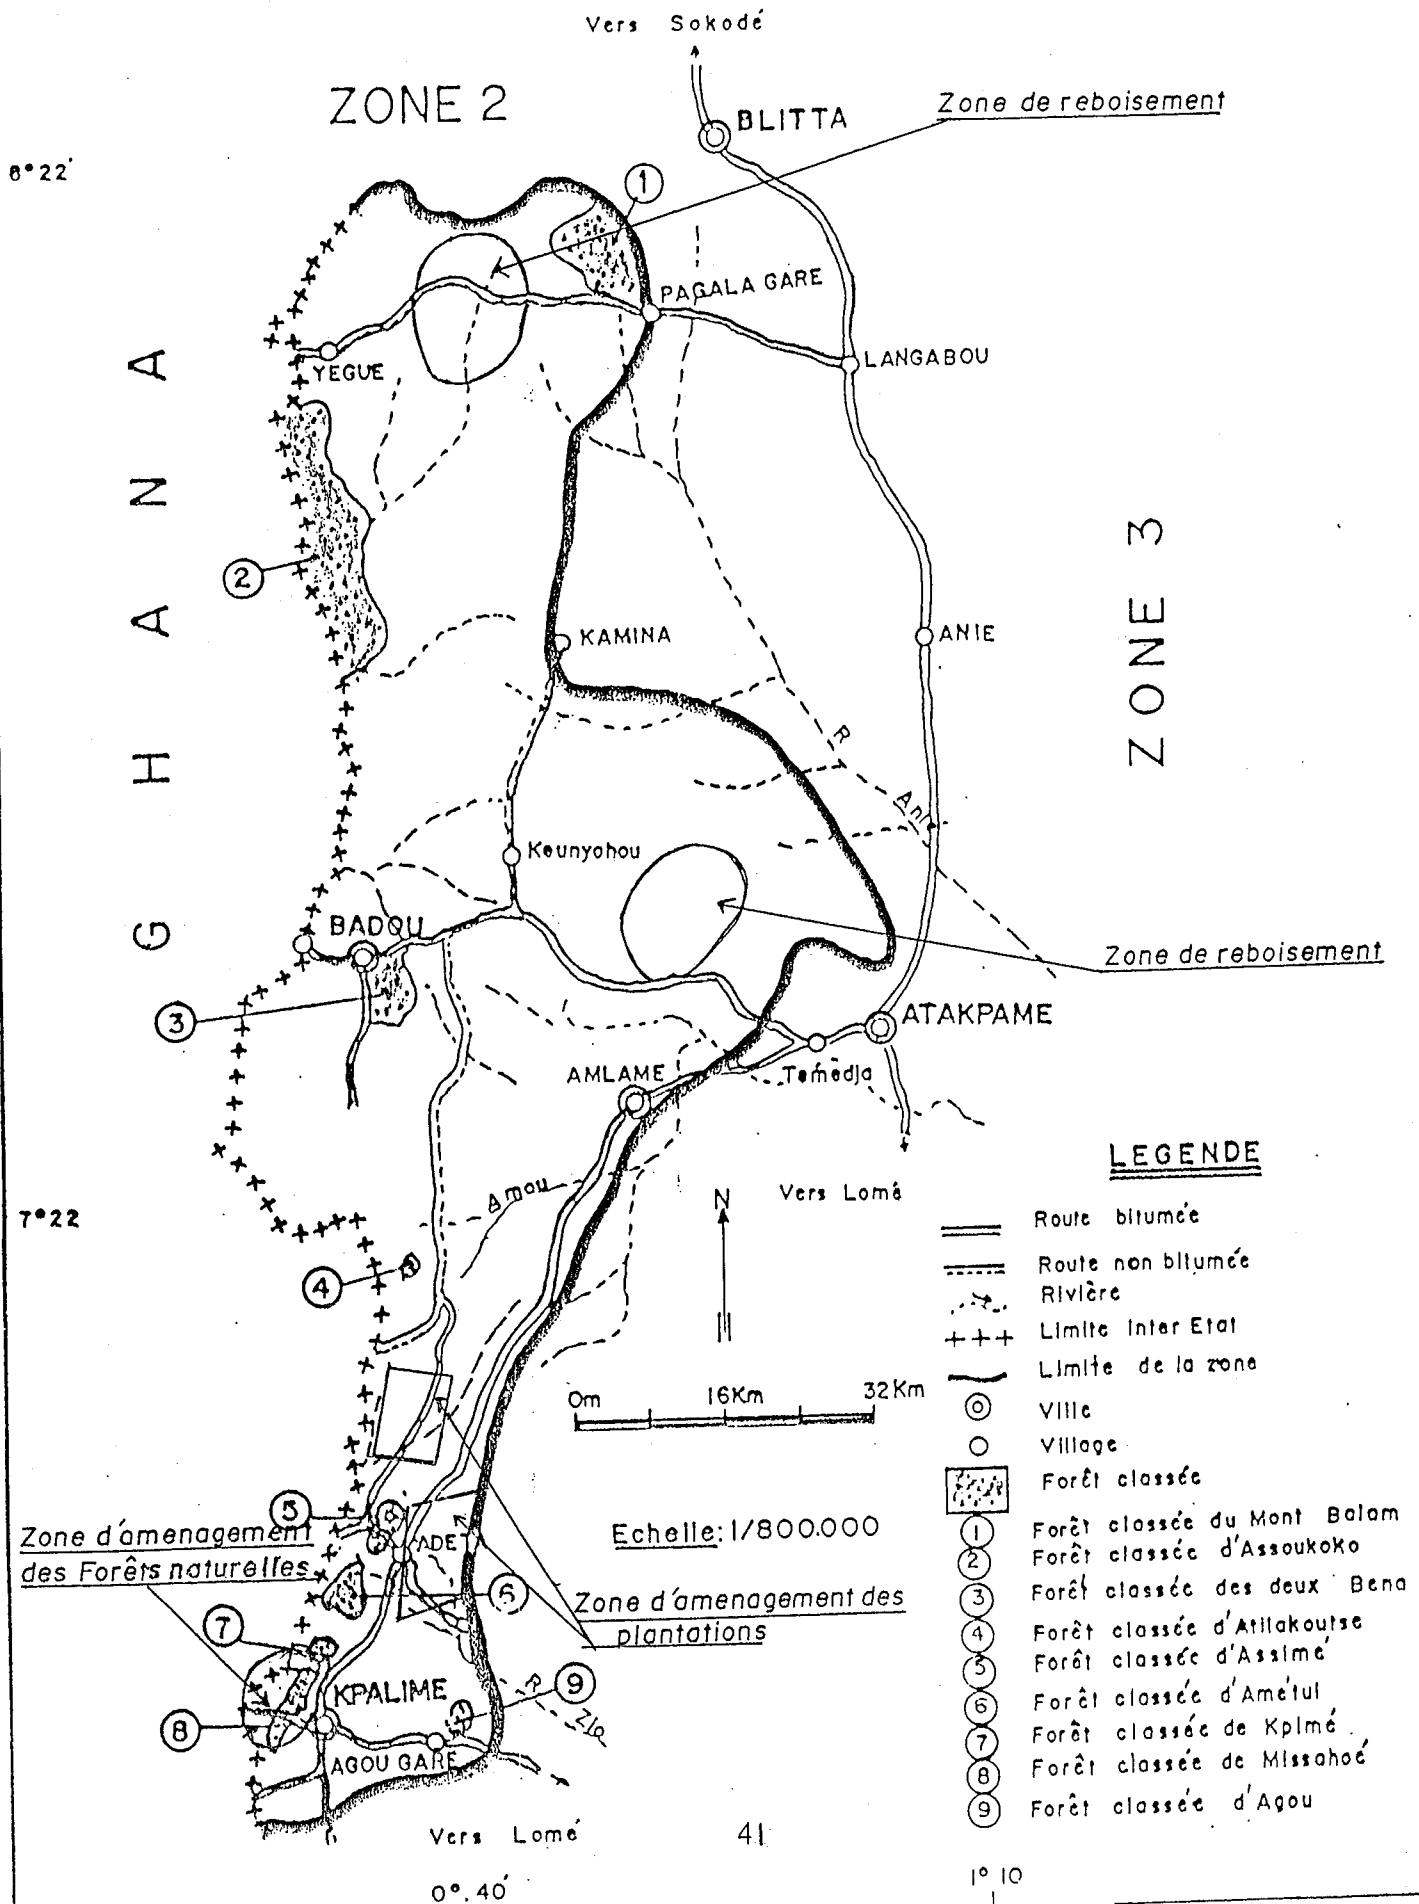 Vers Sokodé
ZONE 2
Zone de reboisement
BLITTA
8°22'
1
PAGALA GARE
YEGUE
LANGABOU
GHANA
2
KAMINA
ANIE
ZONE 3
R
Anie
Kounyohou
BADOU
Zone de reboisement
3
ATAKPAME
AMLAME
Temedja
Amou
N
Vers Lomé
7°22
4
0m 16Km 32Km
Echelle: 1/800.000
5
Zone d'amenagement
des Forêts naturelles
ADE
6
Zone d'amenagement des
plantations
7
KPALIME
R
Zio
9
8
AGOU GARE
Vers Lomé
41
0°.40'
1° 10
LEGENDE
Route bitumée
Route non bitumée
Rivière
Limite Inter Etat
Limite de la zone
Ville
Village
Forêt classée
1 Forêt classée du Mont Balam
2 Forêt classée d'Assoukoko
3 Forêt classée des deux Bena
4 Forêt classée d'Atilakoutse
5 Forêt classée d'Assimé
6 Forêt classée d'Amétui
7 Forêt classée de Kpimé
8 Forêt classée de Missahoé
9 Forêt classée d'Agou